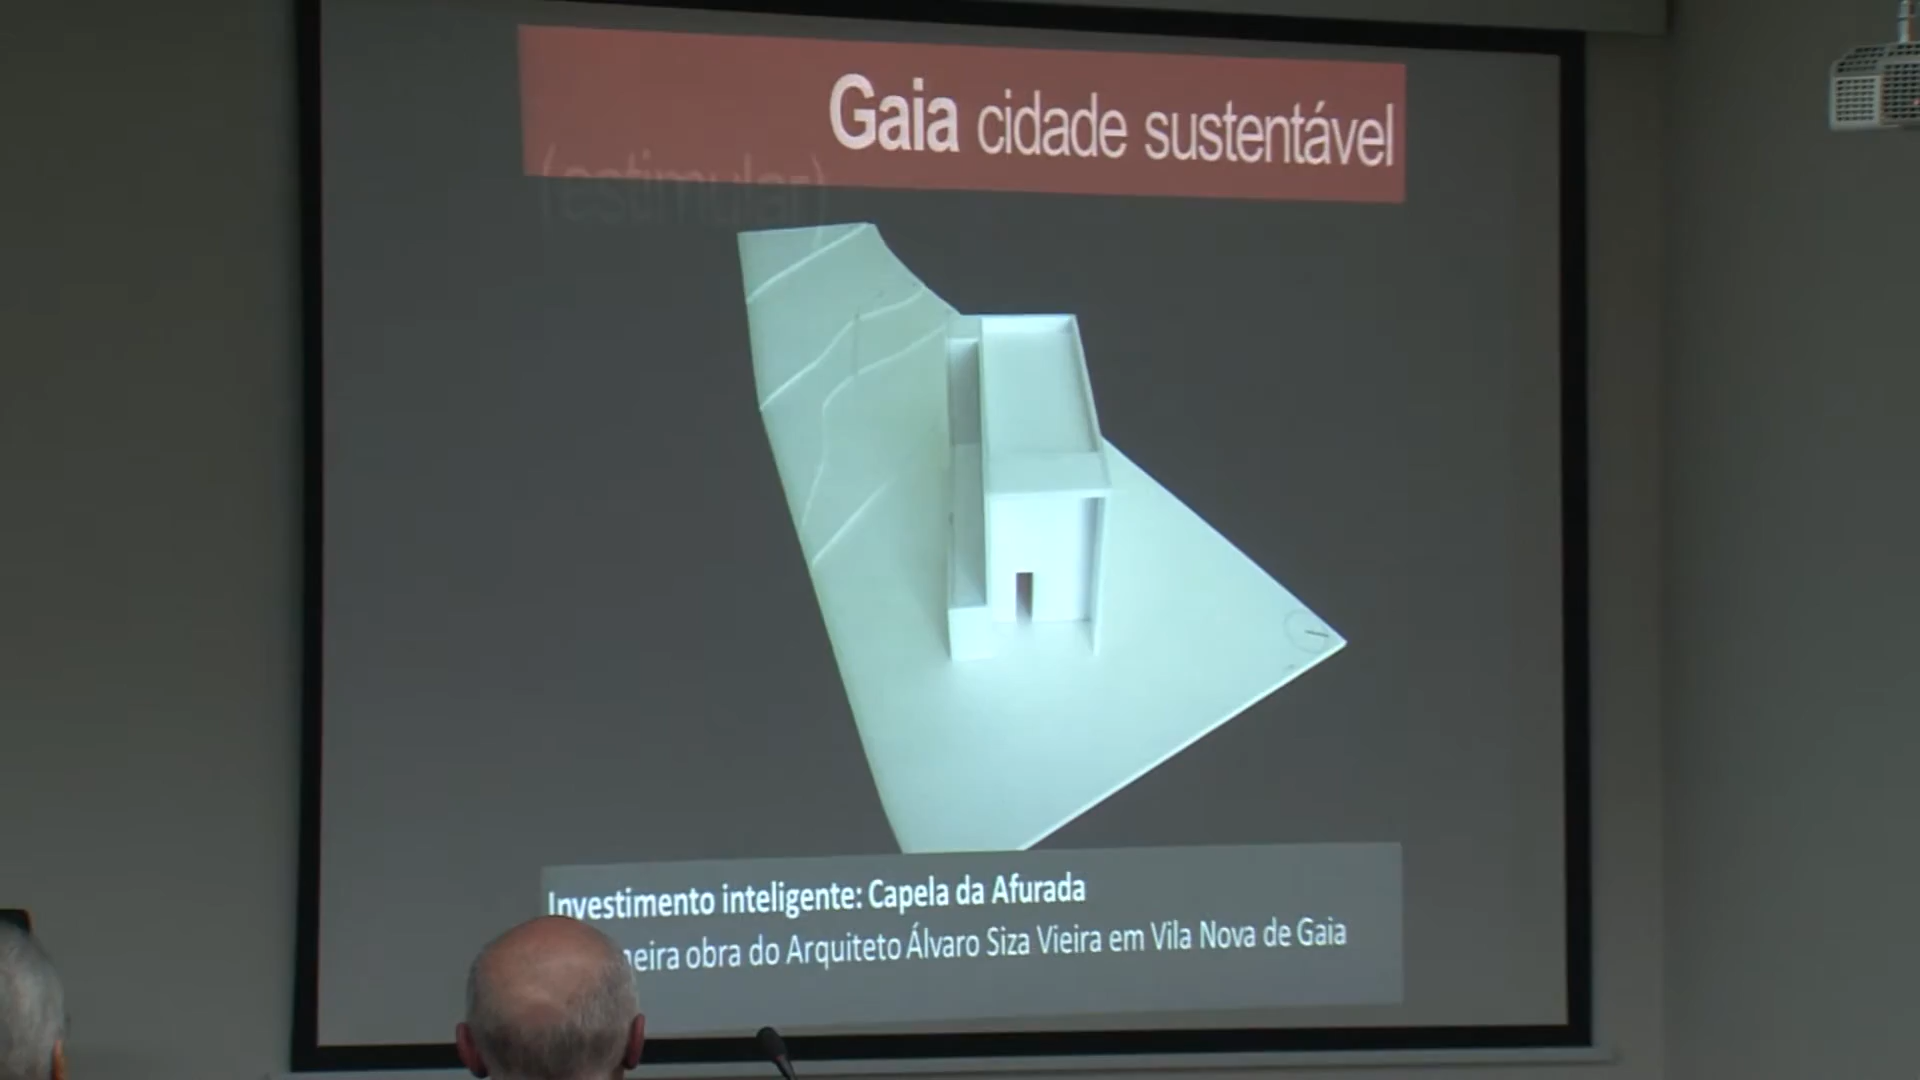 Gaia cidade sustentável
(estimular)
Investimento inteligente: Capela da Afurada
obra do Arquiteto Álvaro Siza Vieira em Vila Nova de Gaia